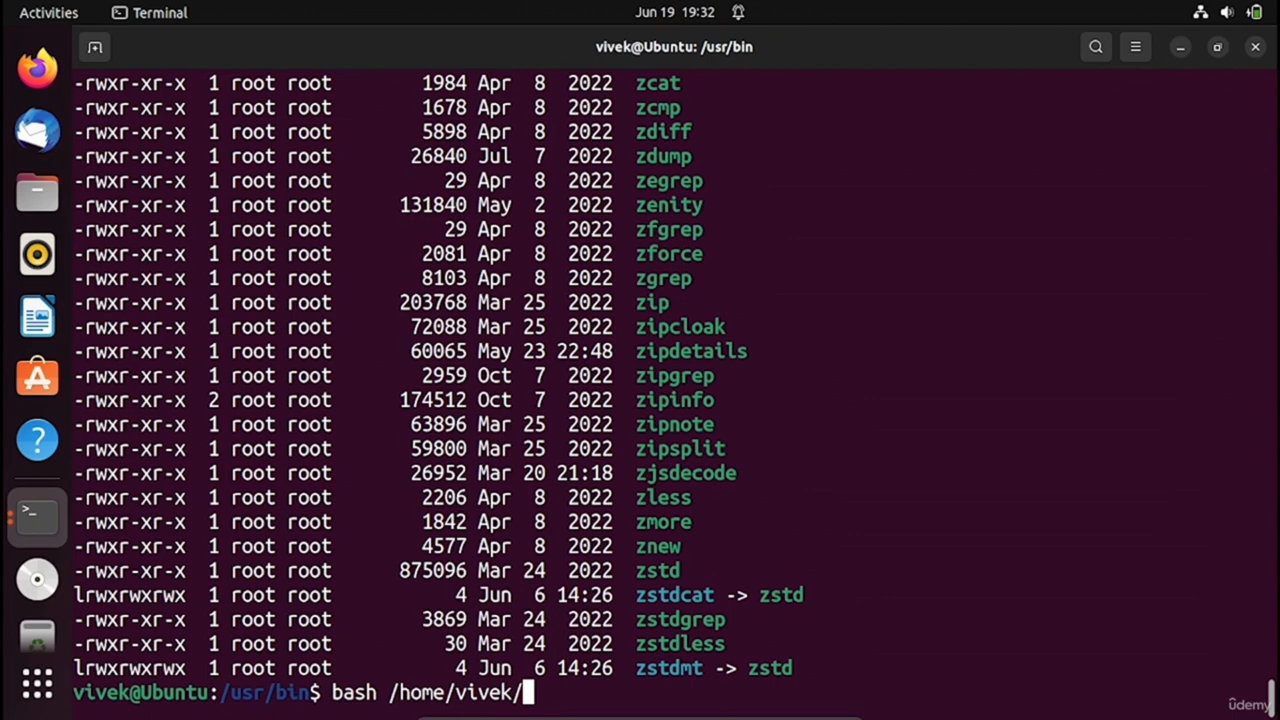 Activities Terminal Jun 19 19:32
vivek@Ubuntu: /usr/bin
-rwxr-xr-x 1 root root 1984 Apr 8 2022 zcat
-rwxr-xr-x 1 root root 1678 Apr 8 2022 zcmp
-rwxr-xr-x 1 root root 5898 Apr 8 2022 zdiff
-rwxr-xr-x 1 root root 26840 Jul 7 2022 zdump
-rwxr-xr-x 1 root root 29 Apr 8 2022 zegrep
-rwxr-xr-x 1 root root 131840 May 2 2022 zenity
-rwxr-xr-x 1 root root 29 Apr 8 2022 zfgrep
-rwxr-xr-x 1 root root 2081 Apr 8 2022 zforce
-rwxr-xr-x 1 root root 8103 Apr 8 2022 zgrep
-rwxr-xr-x 1 root root 203768 Mar 25 2022 zip
-rwxr-xr-x 1 root root 72088 Mar 25 2022 zipcloak
-rwxr-xr-x 1 root root 60065 May 23 22:48 zipdetails
-rwxr-xr-x 1 root root 2959 Oct 7 2022 zipgrep
-rwxr-xr-x 2 root root 174512 Oct 7 2022 zipinfo
-rwxr-xr-x 1 root root 63896 Mar 25 2022 zipnote
-rwxr-xr-x 1 root root 59800 Mar 25 2022 zipsplit
-rwxr-xr-x 1 root root 26952 Mar 20 21:18 zjsdecode
-rwxr-xr-x 1 root root 2206 Apr 8 2022 zless
-rwxr-xr-x 1 root root 1842 Apr 8 2022 zmore
-rwxr-xr-x 1 root root 4577 Apr 8 2022 znew
-rwxr-xr-x 1 root root 875096 Mar 24 2022 zstd
lrwxrwxrwx 1 root root 4 Jun 6 14:26 zstdcat -> zstd
-rwxr-xr-x 1 root root 3869 Mar 24 2022 zstdgrep
-rwxr-xr-x 1 root root 30 Mar 24 2022 zstdless
lrwxrwxrwx 1 root root 4 Jun 6 14:26 zstdmt -> zstd
vivek@Ubuntu:/usr/bin$ bash /home/vivek/
ûdemy